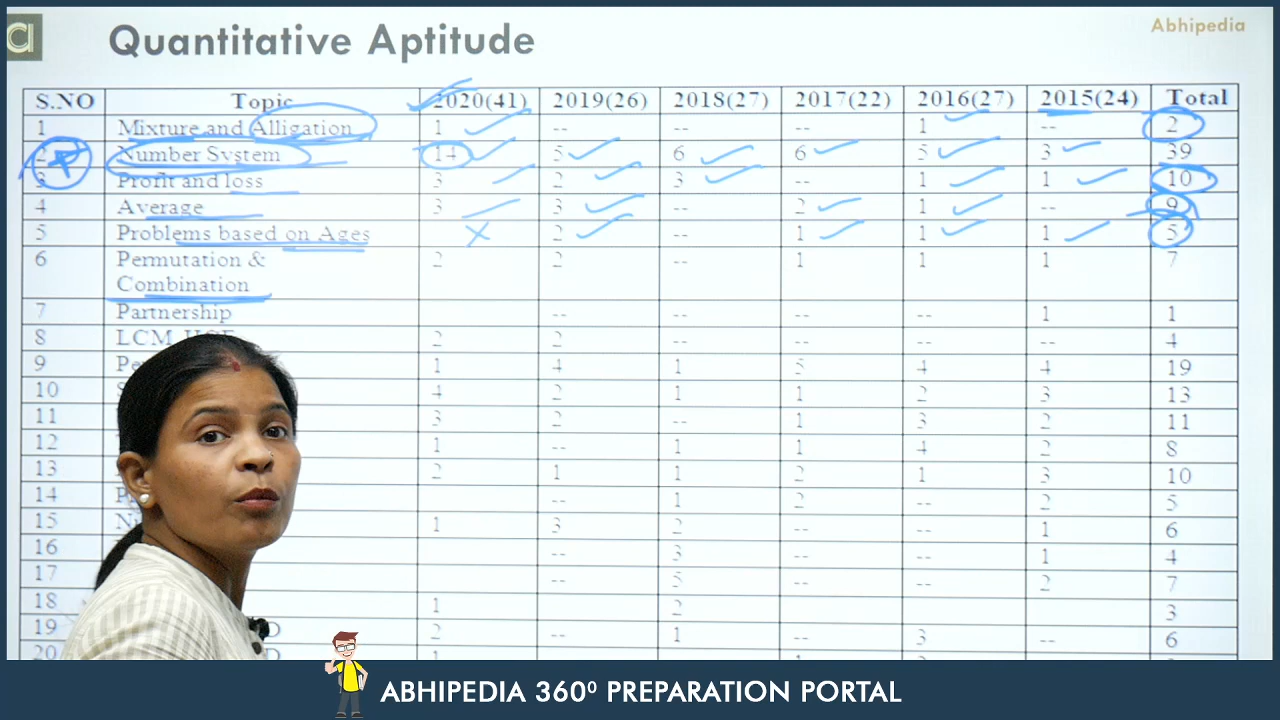 a Quantitative Aptitude Abhipedia
S.NO Topic 2020(41) 2019(26) 2018(27) 2017(22) 2016(27) 2015(24) Total
1 Mixture and Alligation 1 -- -- -- 1 -- 2
2 Number System 14 5 6 6 5 3 39
3 Profit and loss 3 2 3 -- 1 1 10
4 Average 3 3 -- 2 1 -- 9
5 Problems based on Ages 2 -- 1 1 1 5
6 Permutation & 2 2 -- 1 1 1 7
Combination
7 Partnership -- -- -- -- 1 1
8 LCM 2 2 -- -- -- -- 4
9 1 4 1 5 4 4 19
10 4 2 1 1 2 3 13
11 3 2 -- 1 3 2 11
12 1 -- 1 1 4 2 8
13 2 1 1 2 1 3 10
14 -- 1 2 -- 2 5
15 1 3 2 -- -- 1 6
16 -- 3 -- -- 1 4
17 -- 5 -- -- 2 7
18 1 2 3
19 2 -- 1 -- 3 -- 6
20
ABHIPEDIA 360⁰ PREPARATION PORTAL